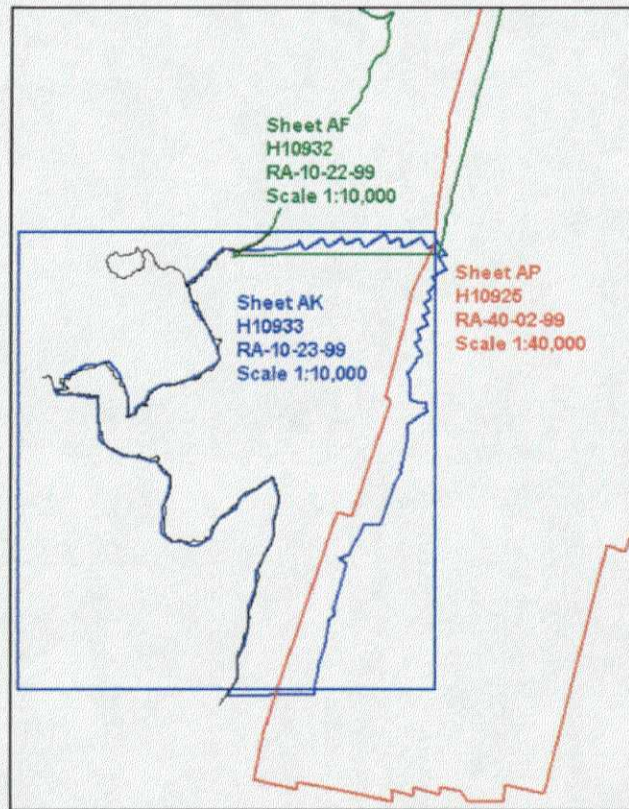 Sheet AF
H10932
RA-10-22-99
Scale 1:10,000
Sheet AK
H10933
RA-10-23-99
Scale 1:10,000
Sheet AP
H10925
RA-40-02-99
Scale 1:40,000